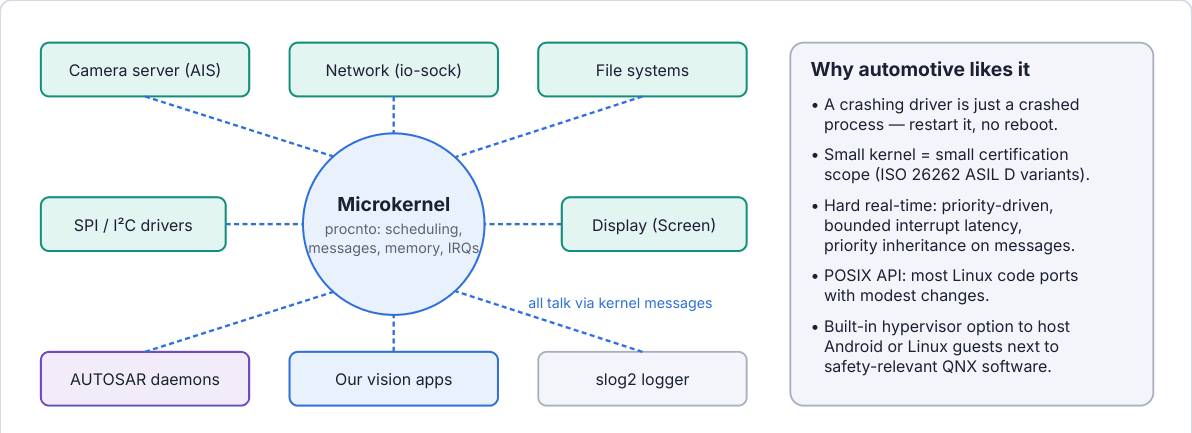 Camera server (AIS)
Network (io-sock)
File systems
SPI / I²C drivers
Microkernel
procnto: scheduling,
messages, memory, IRQs
Display (Screen)
all talk via kernel messages
AUTOSAR daemons
Our vision apps
slog2 logger
Why automotive likes it
• A crashing driver is just a crashed
process — restart it, no reboot.
• Small kernel = small certification
scope (ISO 26262 ASIL D variants).
• Hard real-time: priority-driven,
bounded interrupt latency,
priority inheritance on messages.
• POSIX API: most Linux code ports
with modest changes.
• Built-in hypervisor option to host
Android or Linux guests next to
safety-relevant QNX software.